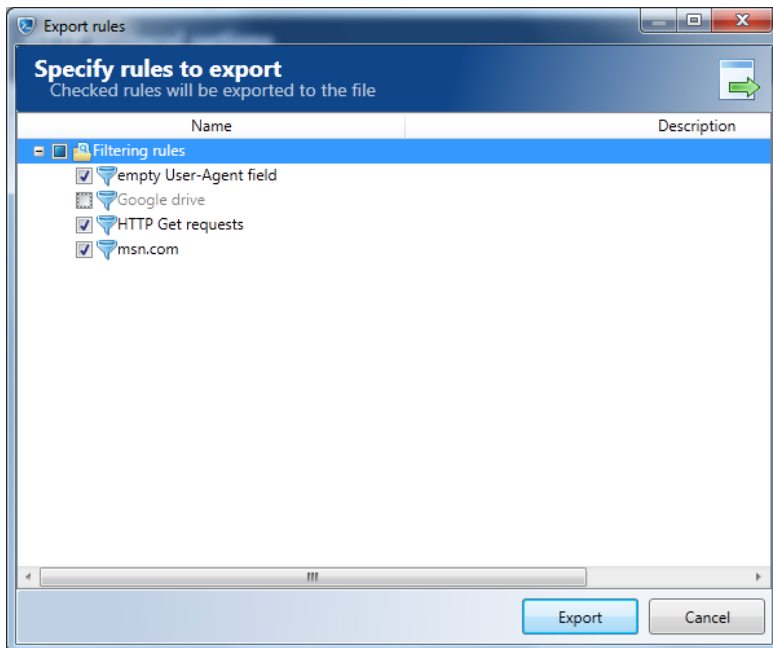 Export rules
Specify rules to export
Checked rules will be exported to the file
Name Description
Filtering rules
empty User-Agent field
Google drive
HTTP Get requests
msn.com
Export Cancel